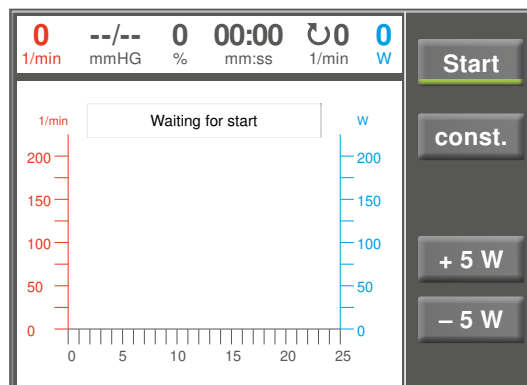 0 --/-- 0 00:00 ↻0 0
1/min mmHG % mm:ss 1/min W
Start
1/min Waiting for start W
const.
200 200
150 150
100 100
+ 5 W
50 50
– 5 W
0 0
0 5 10 15 20 25